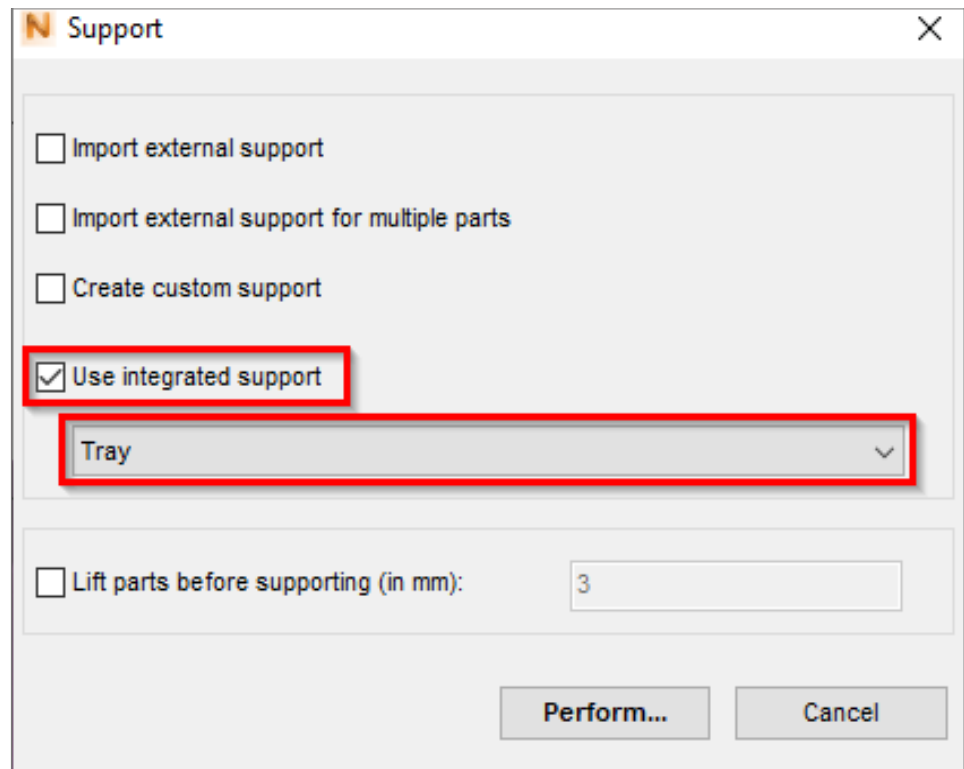 N Support
Import external support
Import external support for multiple parts
Create custom support
Use integrated support
Tray
Lift parts before supporting (in mm): 3
Perform... Cancel